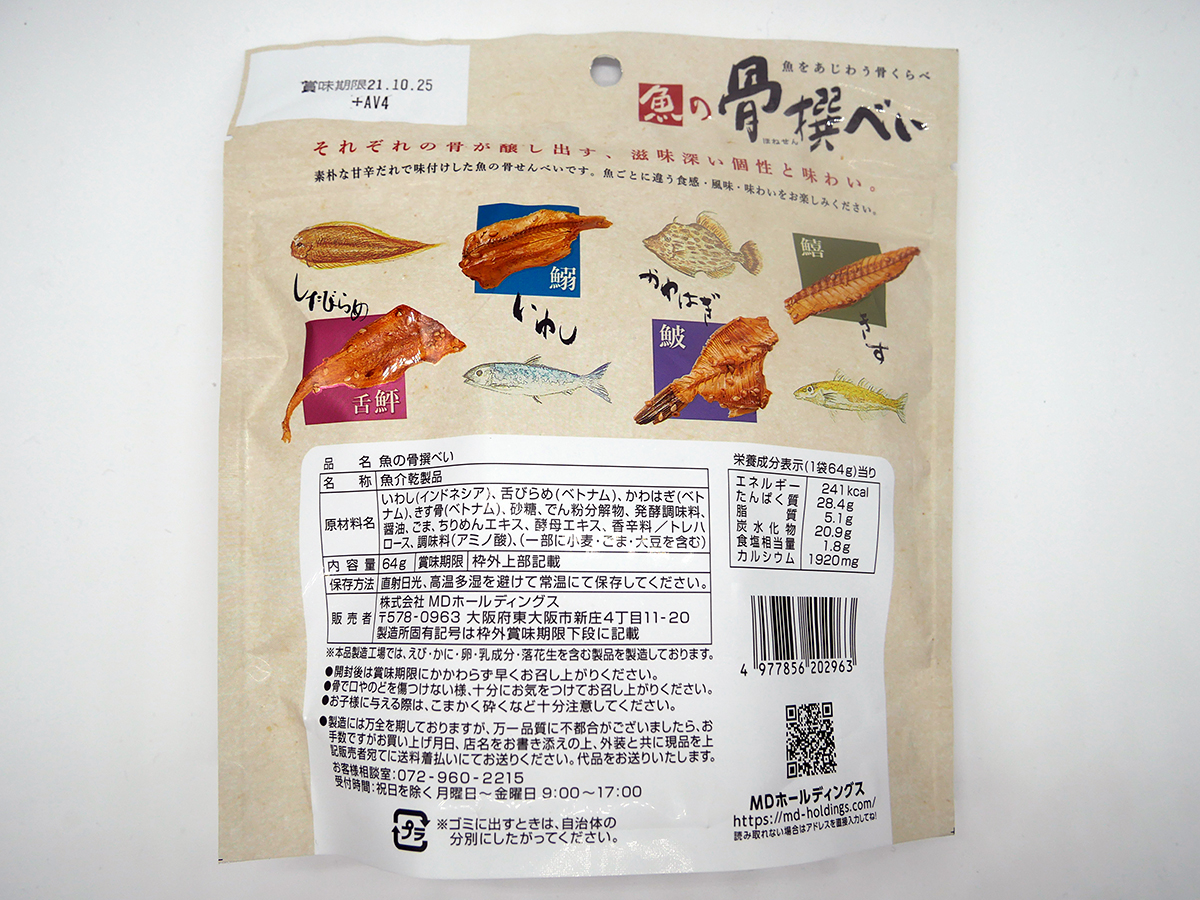 賞味期限21.10.25
+AV4
魚をあじわう骨くらべ
魚の骨撰べい
ほねせん
それぞれの骨が醸し出す、滋味深い個性と味わい。
素朴な甘辛だれで味付けした魚の骨せんべいです。魚ごとに違う食感・風味・味わいをお楽しみください。
したびらめ
舌鮃
鰯
いわし
かわはぎ
鮍
鱚
きす
品名 魚の骨撰べい
名称 魚介乾製品
原材料名 いわし(インドネシア)、舌びらめ(ベトナム)、かわはぎ(ベト
ナム)、きす骨(ベトナム)、砂糖、でん粉分解物、発酵調味料、
醤油、ごま、ちりめんエキス、酵母エキス、香辛料/トレハ
ロース、調味料(アミノ酸)、(一部に小麦・ごま・大豆を含む)
内容量 64g 賞味期限 枠外上部記載
保存方法 直射日光、高温多湿を避けて常温にて保存してください。
販売者 株式会社MDホールディングス
〒578-0963 大阪府東大阪市新庄4丁目11-20
製造所固有記号は枠外賞味期限下段に記載
※本品製造工場では、えび・かに・卵・乳成分・落花生を含む製品を製造しております。
●開封後は賞味期限にかかわらず早くお召し上がりください。
●骨で口やのどを傷つけない様、十分にお気をつけてお召し上がりください。
●お子様に与える際は、こまかく砕くなど十分注意してください。
●製造には万全を期しておりますが、万一品質に不都合がございましたら、お
手数ですがお買い上げ月日、店名をお書き添えの上、外装と共に現品を上
記販売者宛てに送料着払いにてお送りください。代品をお送りいたします。
お客様相談室:072-960-2215
受付時間:祝日を除く月曜日〜金曜日 9:00〜17:00
プラ
※ゴミに出すときは、自治体の
分別にしたがってください。
栄養成分表示(1袋64g)当り
エネルギー 241kcal
たんぱく質 28.4g
脂質 5.1g
炭水化物 20.9g
食塩相当量 1.8g
カルシウム 1920mg
4 977856 202963
MDホールディングス
https://md-holdings.com/
読み取れない場合はアドレスを直接入力してね!